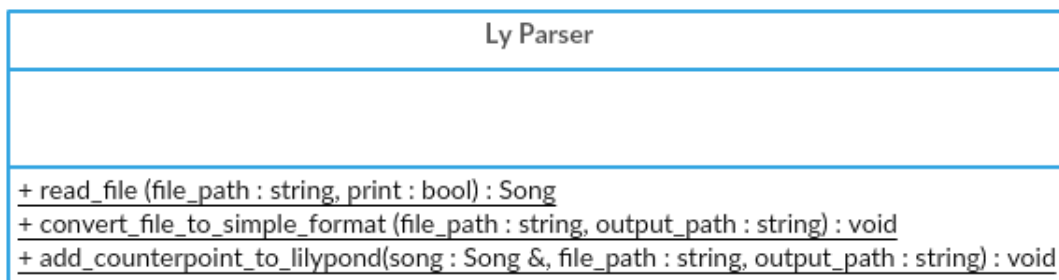 Ly Parser
+ read_file (file_path : string, print : bool) : Song
+ convert_file_to_simple_format (file_path : string, output_path : string) : void
+ add_counterpoint_to_lilypond(song : Song &, file_path : string, output_path : string) : void